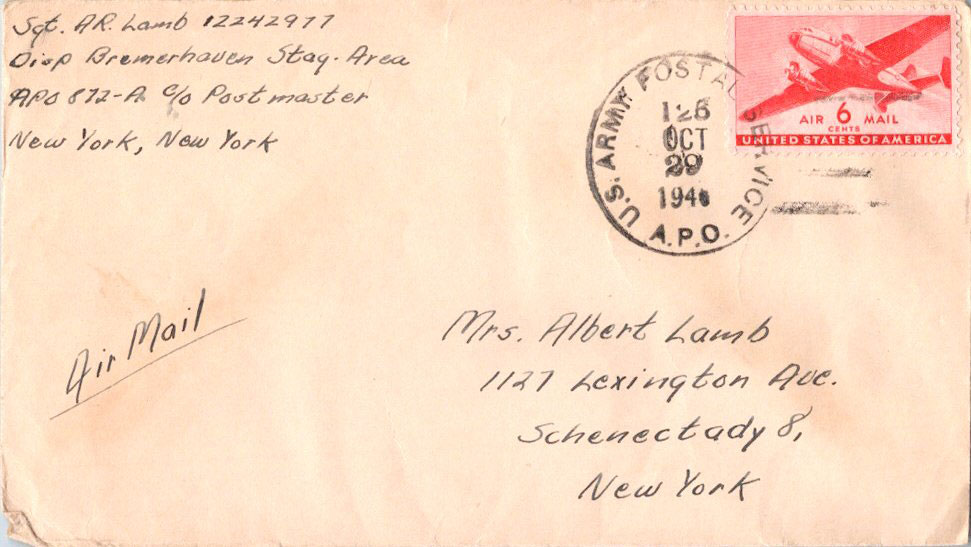 Sgt. A.R. Lamb 12242977
Disp Bremerhaven Stag. Area
APO 872-A c/o Postmaster
New York, New York
U.S. ARMY POSTAL SERVICE
OCT
29
A.P.O.
AIR 6 MAIL
CENTS
UNITED STATES OF AMERICA
Air Mail
Mrs. Albert Lamb
1127 Lexington Ave.
Schenectady 8,
New York